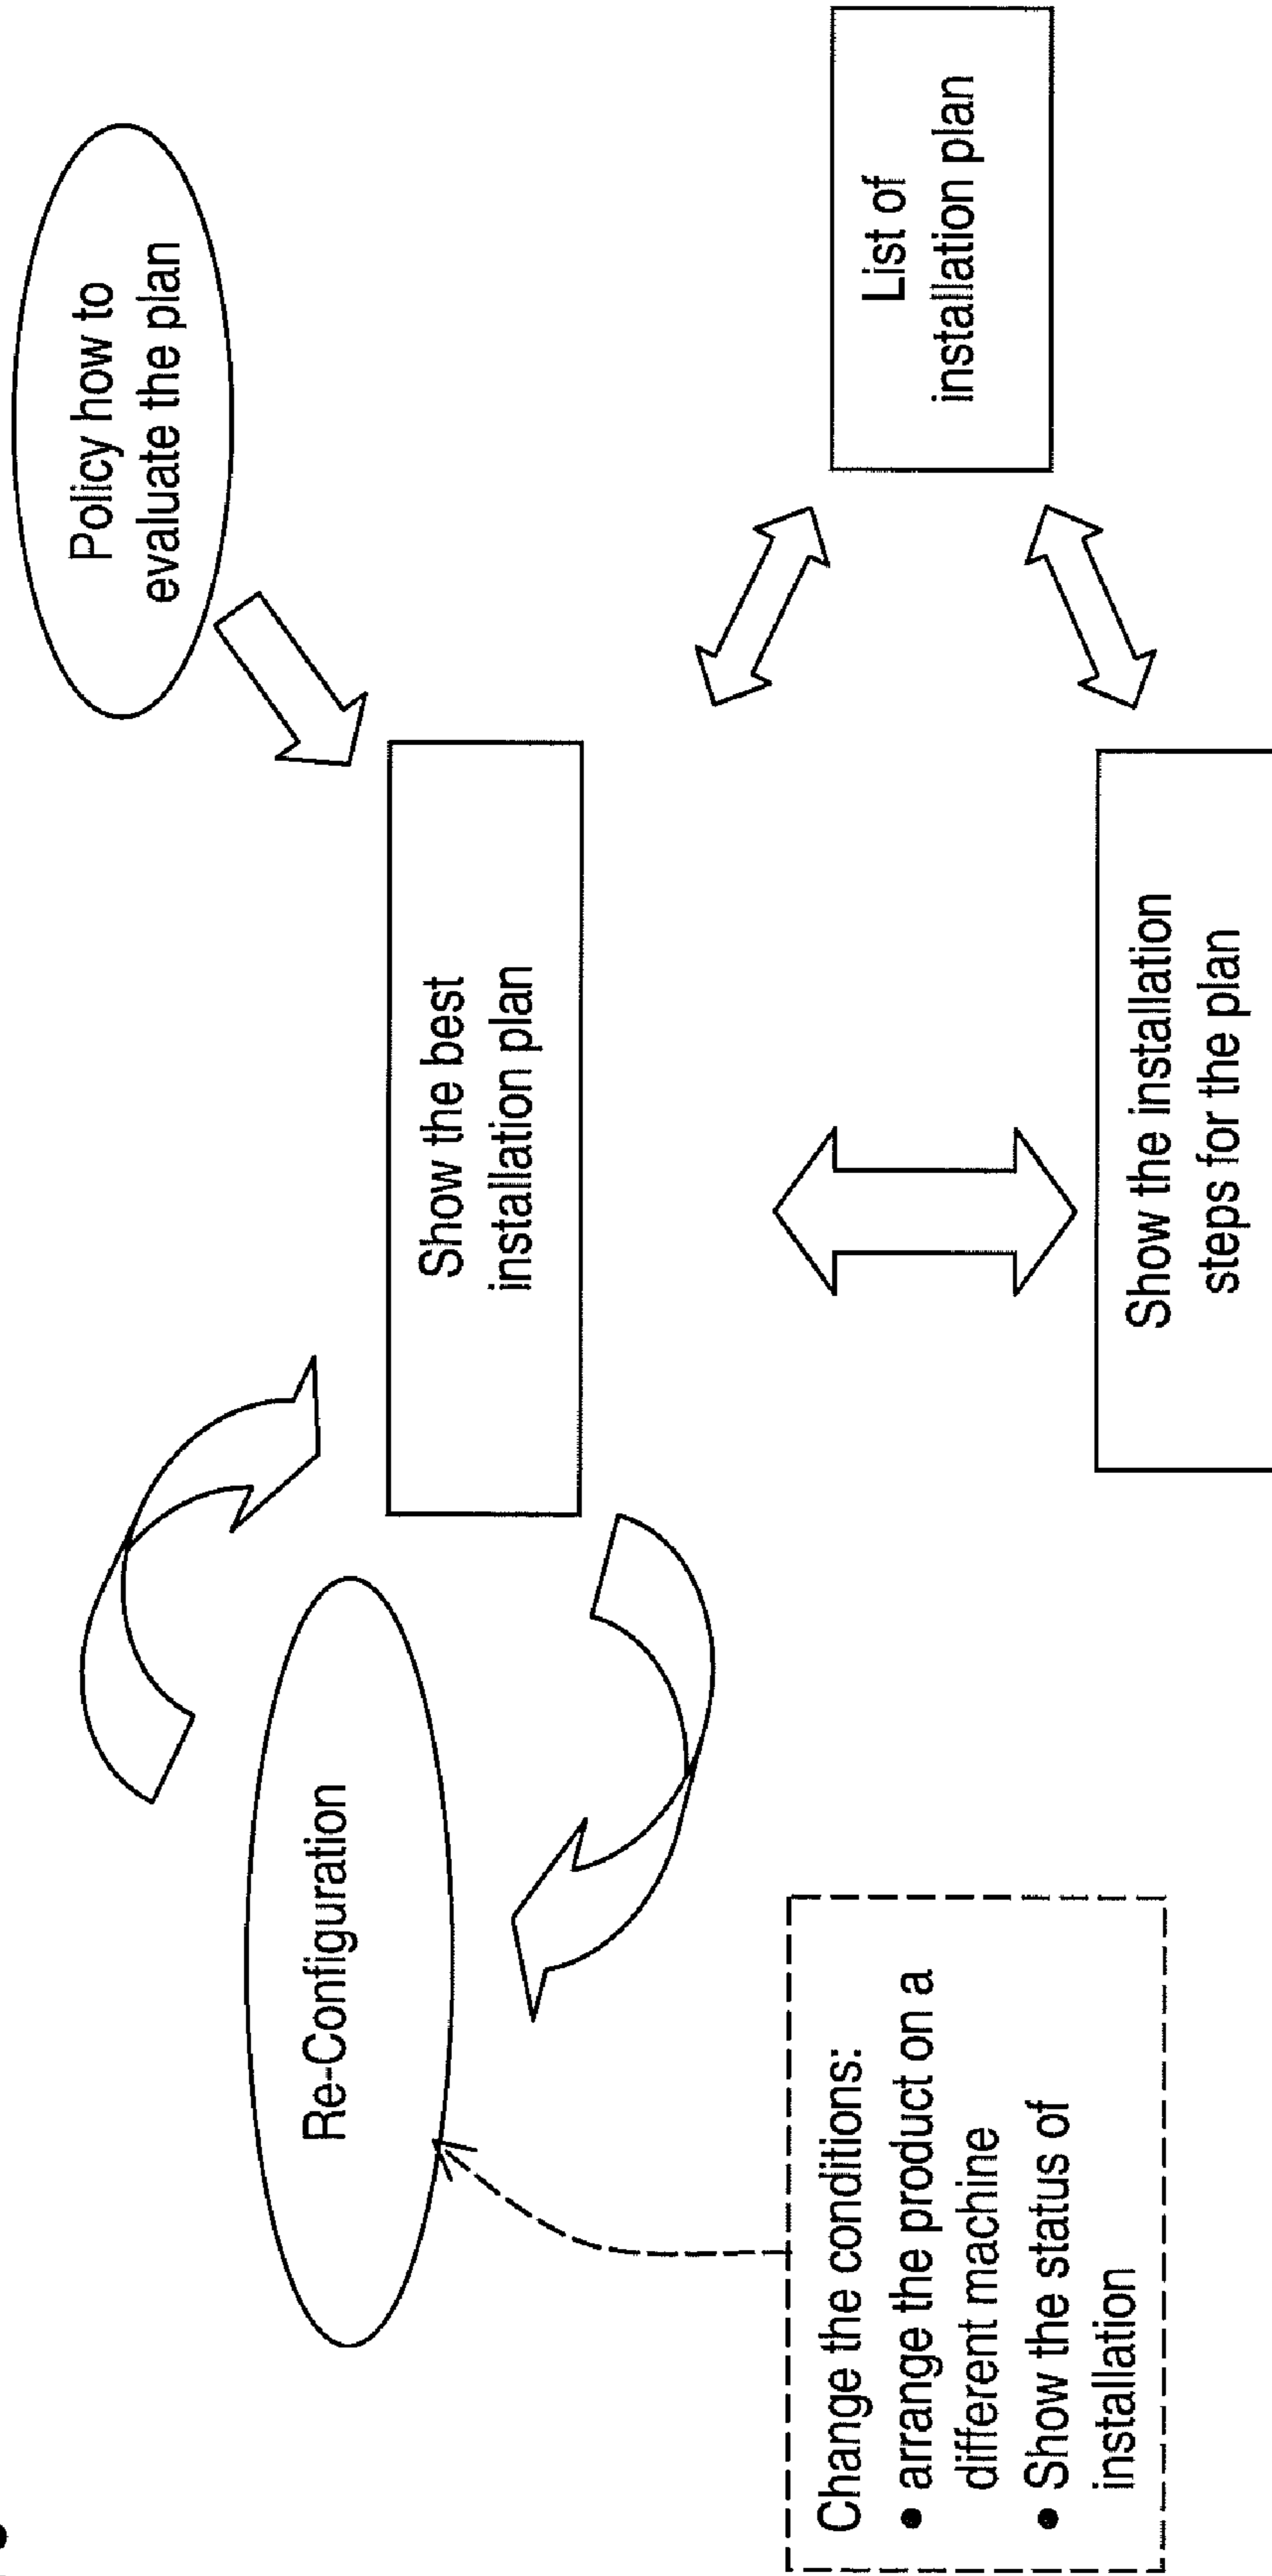 Policy how to
evaluate the plan
Re-Configuration
Show the best
installation plan
List of
installation plan
Change the conditions:
• arrange the product on a
different machine
• Show the status of
installation
Show the installation
steps for the plan